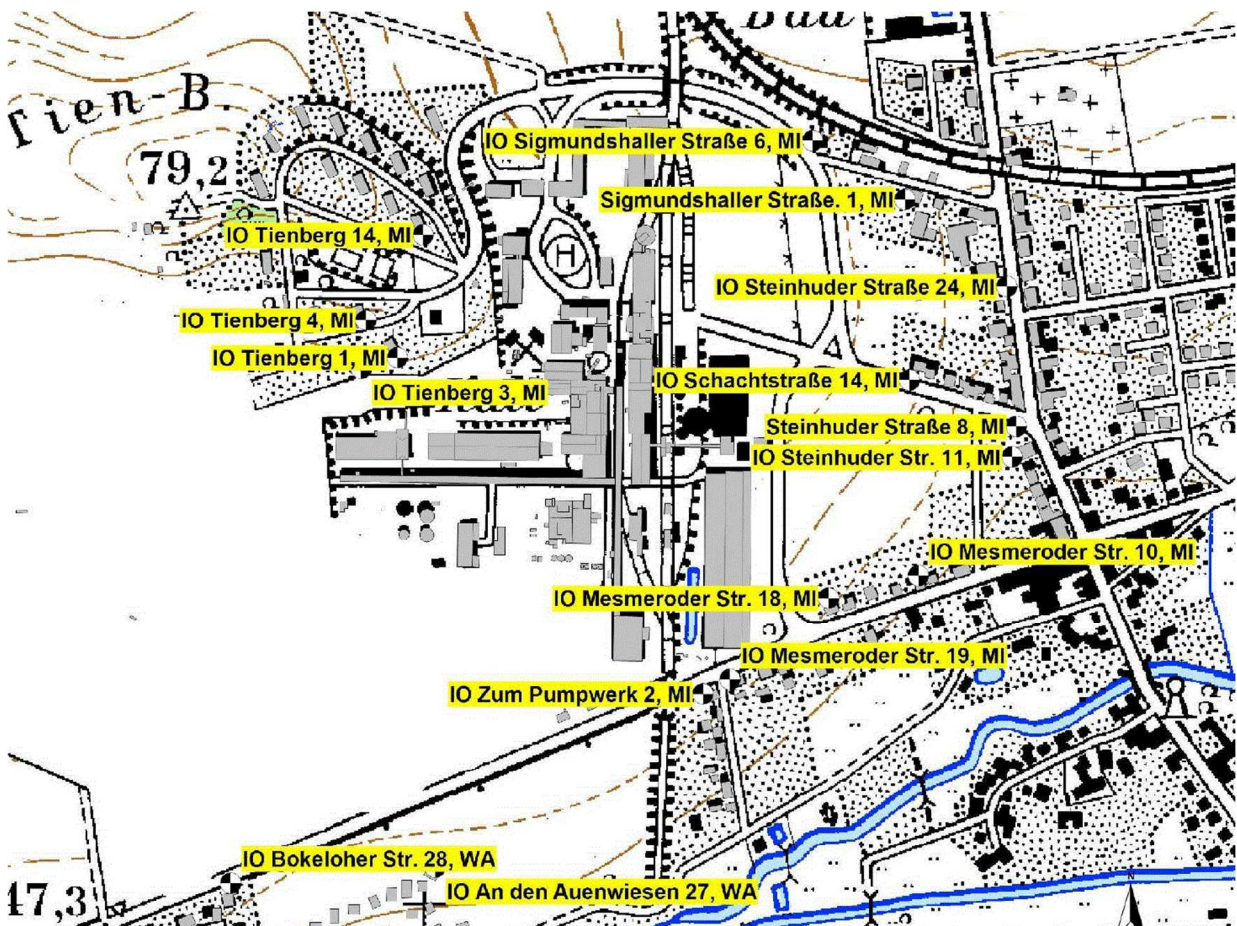 Tien-B.
79,2
IO Sigmundshaller Straße 6, MI
Sigmundshaller Straße. 1, MI
IO Tienberg 14, MI
H
IO Steinhuder Straße 24, MI
IO Tienberg 4, MI
IO Tienberg 1, MI
IO Tienberg 3, MI
IO Schachtstraße 14, MI
Steinhuder Straße 8, MI
IO Steinhuder Str. 11, MI
IO Mesmeroder Str. 10, MI
IO Mesmeroder Str. 18, MI
IO Mesmeroder Str. 19, MI
IO Zum Pumpwerk 2, MI
IO Bokeloher Str. 28, WA
IO An den Auenwiesen 27, WA
47,3
N